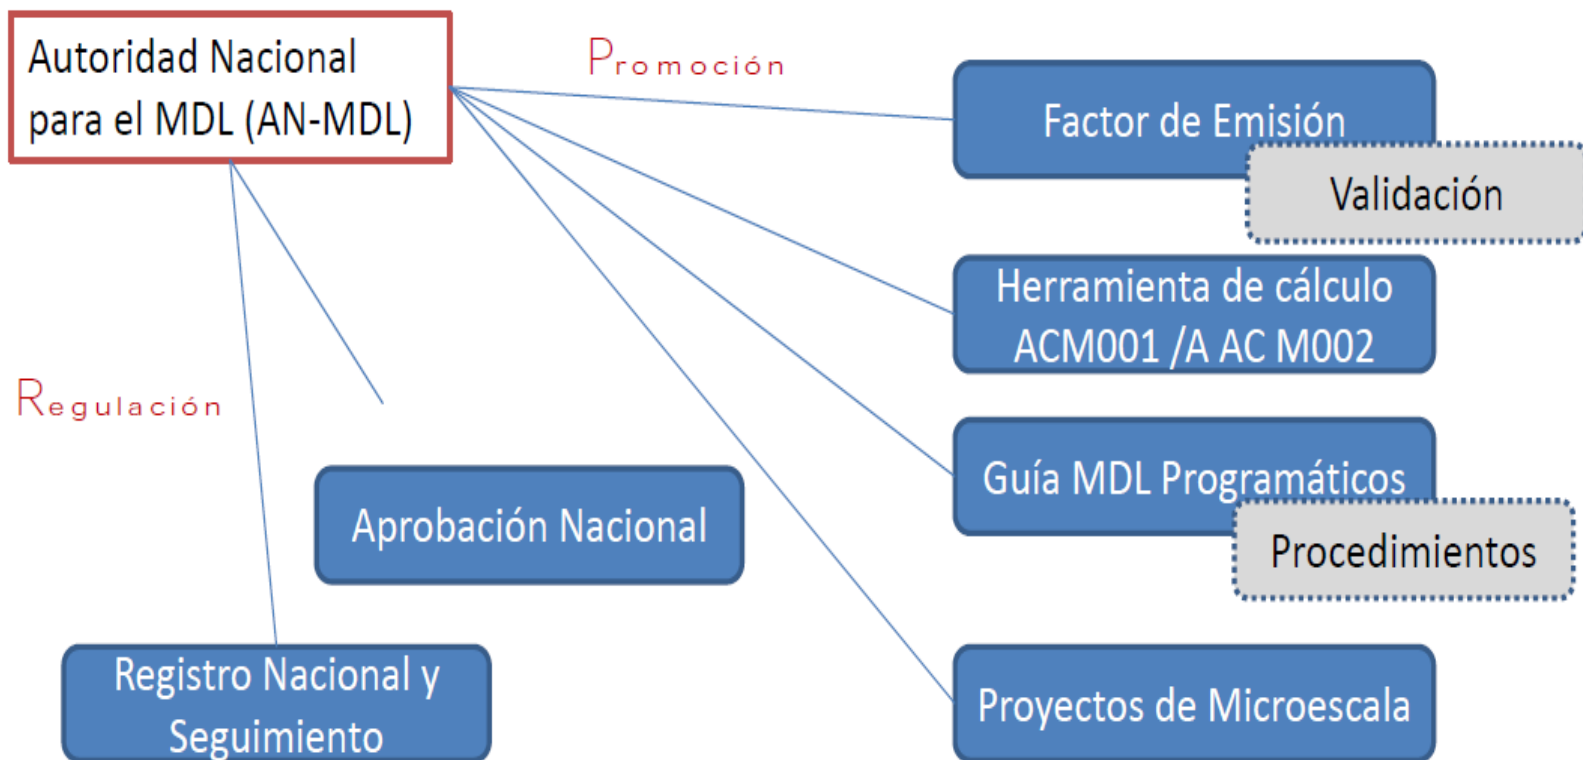 Autoridad Nacional
para el MDL (AN-MDL)
Promoción
Factor de Emisión
Validación
Herramienta de cálculo
ACM001 /A AC M002
Regulación
Guía MDL Programáticos
Procedimientos
Aprobación Nacional
Registro Nacional y
Seguimiento
Proyectos de Microescala